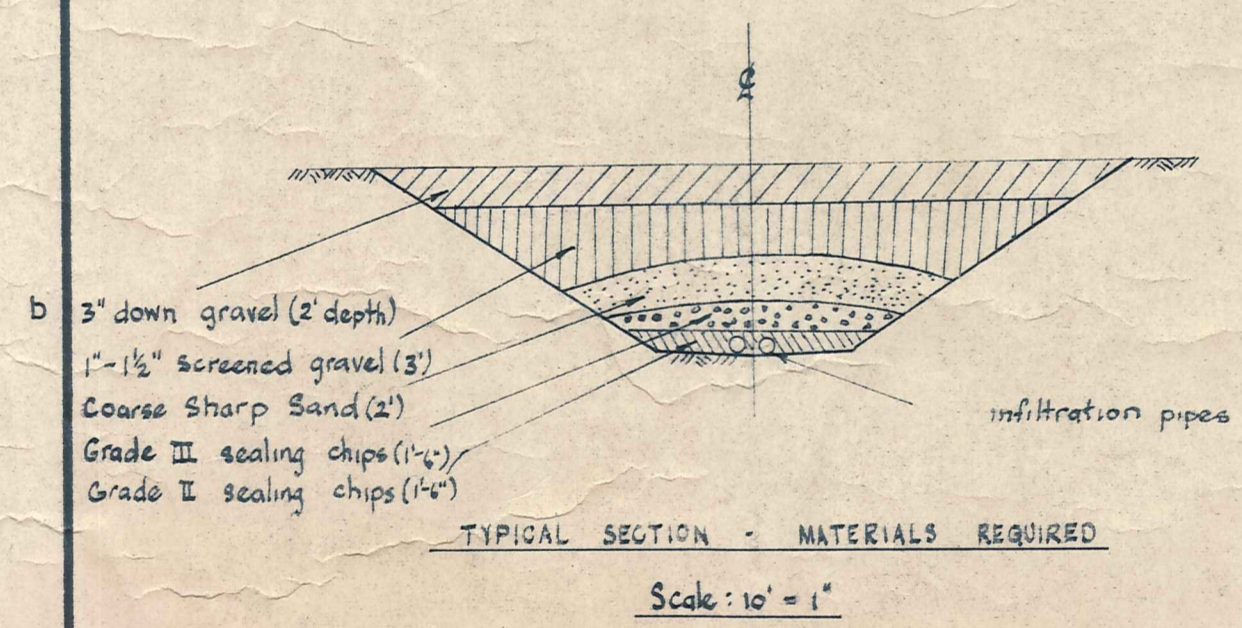 ℄
b 3" down gravel (2' depth)
1"-1½" screened gravel (3')
Coarse Sharp Sand (2')
Grade III sealing chips (1'-6")
Grade II sealing chips (1'-6")
infiltration pipes
TYPICAL SECTION - MATERIALS REQUIRED
Scale: 10' = 1"